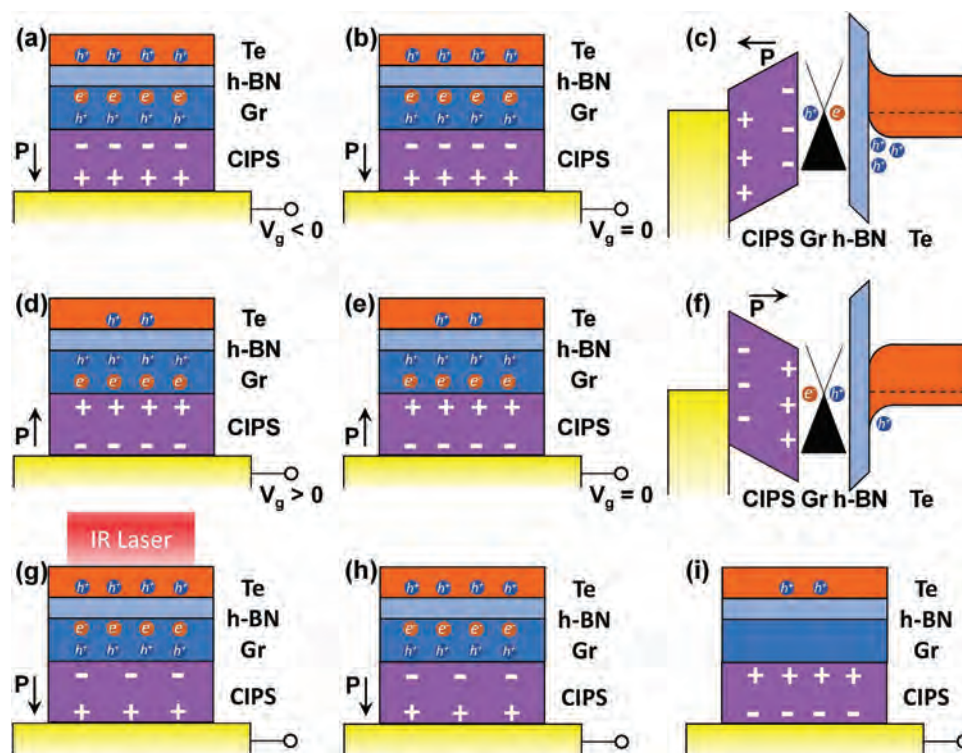 (a)
h⁺ h⁺ h⁺ h⁺
Te
h-BN
e⁻ e⁻ e⁻ e⁻
Gr
h⁺ h⁺ h⁺ h⁺
P
- - - -
CIPS
+ + + +
V_g < 0
(b)
h⁺ h⁺ h⁺ h⁺
Te
h-BN
e⁻ e⁻ e⁻ e⁻
Gr
h⁺ h⁺ h⁺ h⁺
P
- - - -
CIPS
+ + + +
V_g = 0
(c)
P
-
+
h⁺ e⁻
+
-
h⁺ h⁺
-
h⁺
+
CIPS Gr h-BN Te
(d)
h⁺ h⁺
Te
h-BN
h⁺ h⁺ h⁺ h⁺
Gr
e⁻ e⁻ e⁻ e⁻
+ + + +
P
CIPS
- - - -
V_g > 0
(e)
h⁺ h⁺
Te
h-BN
h⁺ h⁺ h⁺ h⁺
Gr
e⁻ e⁻ e⁻ e⁻
+ + + +
P
CIPS
- - - -
V_g = 0
(f)
P
-
+
-
e⁻ h⁺
+
-
h⁺
+
CIPS Gr h-BN Te
IR Laser
(g)
h⁺ h⁺ h⁺ h⁺
Te
h-BN
e⁻ e⁻ e⁻ e⁻
Gr
h⁺ h⁺ h⁺ h⁺
- - -
P
CIPS
+ + +
(h)
h⁺ h⁺ h⁺ h⁺
Te
h-BN
e⁻ e⁻ e⁻ e⁻
Gr
h⁺ h⁺ h⁺ h⁺
- - -
P
CIPS
+ + +
(i)
h⁺ h⁺
Te
h-BN
Gr
+ + + +
CIPS
- - - -